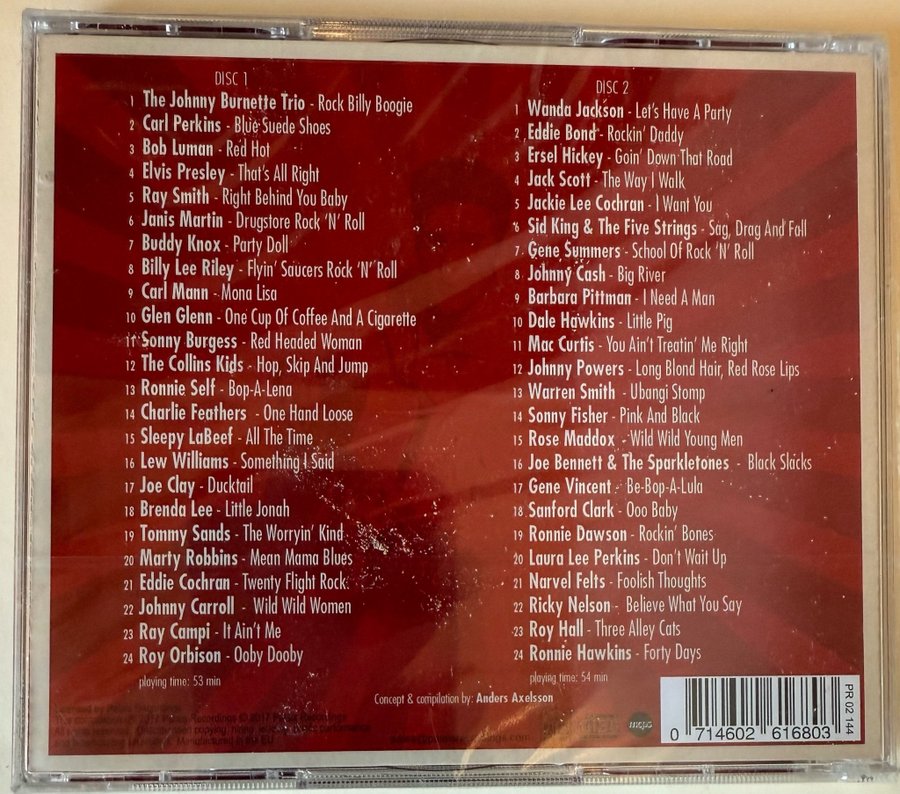 DISC 1
1 The Johnny Burnette Trio - Rock Billy Boogie
2 Carl Perkins - Blue Suede Shoes
3 Bob Luman - Red Hot
4 Elvis Presley - That's All Right
5 Ray Smith - Right Behind You Baby
6 Janis Martin - Drugstore Rock 'N' Roll
7 Buddy Knox - Party Doll
8 Billy Lee Riley - Flyin' Saucers Rock 'N' Roll
9 Carl Mann - Mona Lisa
10 Glen Glenn - One Cup Of Coffee And A Cigarette
11 Sonny Burgess - Red Headed Woman
12 The Collins Kids - Hop, Skip And Jump
13 Ronnie Self - Bop-A-Lena
14 Charlie Feathers - One Hand Loose
15 Sleepy LaBeef - All The Time
16 Lew Williams - Something I Said
17 Joe Clay - Ducktail
18 Brenda Lee - Little Jonah
19 Tommy Sands - The Worryin' Kind
20 Marty Robbins - Mean Mama Blues
21 Eddie Cochran - Twenty Flight Rock
22 Johnny Carroll - Wild Wild Women
23 Ray Campi - It Ain't Me
24 Roy Orbison - Ooby Dooby
playing time: 53 min
DISC 2
1 Wanda Jackson - Let's Have A Party
2 Eddie Bond - Rockin' Daddy
3 Ersel Hickey - Goin' Down That Road
4 Jack Scott - The Way I Walk
5 Jackie Lee Cochran - I Want You
6 Sid King & The Five Strings - Sag, Drag And Fall
7 Gene Summers - School Of Rock 'N' Roll
8 Johnny Cash - Big River
9 Barbara Pittman - I Need A Man
10 Dale Hawkins - Little Pig
11 Mac Curtis - You Ain't Treatin' Me Right
12 Johnny Powers - Long Blond Hair, Red Rose Lips
13 Warren Smith - Ubangi Stomp
14 Sonny Fisher - Pink And Black
15 Rose Maddox - Wild Wild Young Men
16 Joe Bennett & The Sparkletones - Black Slacks
17 Gene Vincent - Be-Bop-A-Lula
18 Sanford Clark - Ooo Baby
19 Ronnie Dawson - Rockin' Bones
20 Laura Lee Perkins - Don't Wait Up
21 Narvel Felts - Foolish Thoughts
22 Ricky Nelson - Believe What You Say
23 Roy Hall - Three Alley Cats
24 Ronnie Hawkins - Forty Days
playing time: 54 min
Concept & compilation by: Anders Axelsson
mcps
PR 02 144
0 714602 616803